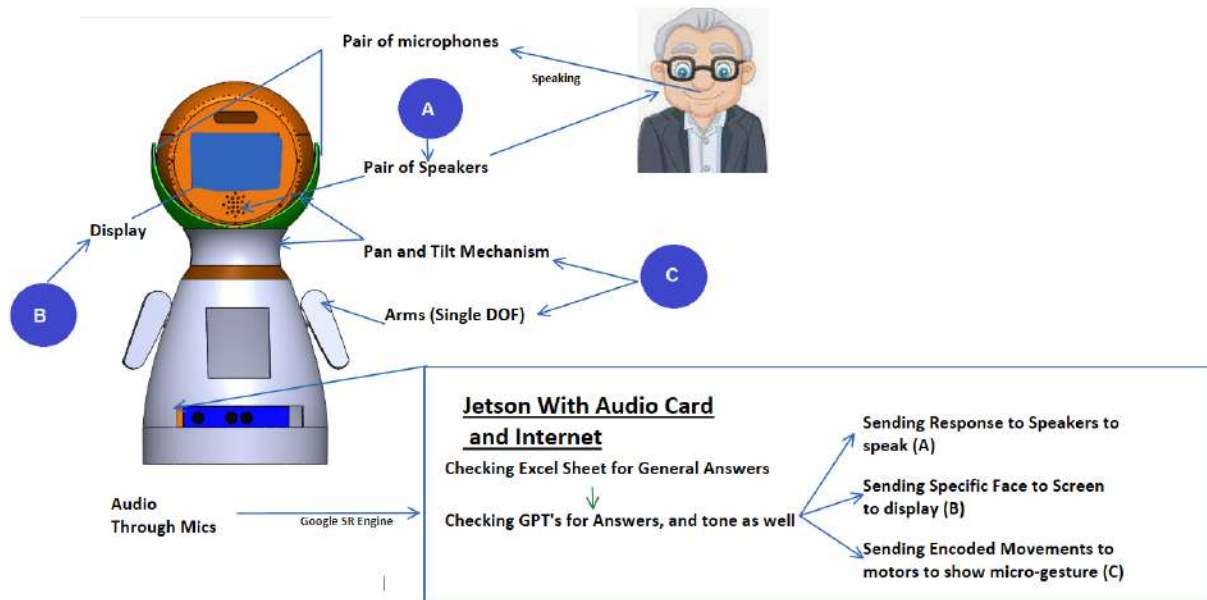 Pair of microphones
Speaking
A
Pair of Speakers
Display
Pan and Tilt Mechanism
C
B
Arms (Single DOF)
Jetson With Audio Card
and Internet
Checking Excel Sheet for General Answers
Checking GPT's for Answers, and tone as well
Sending Response to Speakers to
speak (A)
Sending Specific Face to Screen
to display (B)
Sending Encoded Movements to
motors to show micro-gesture (C)
Audio
Through Mics
Google SR Engine